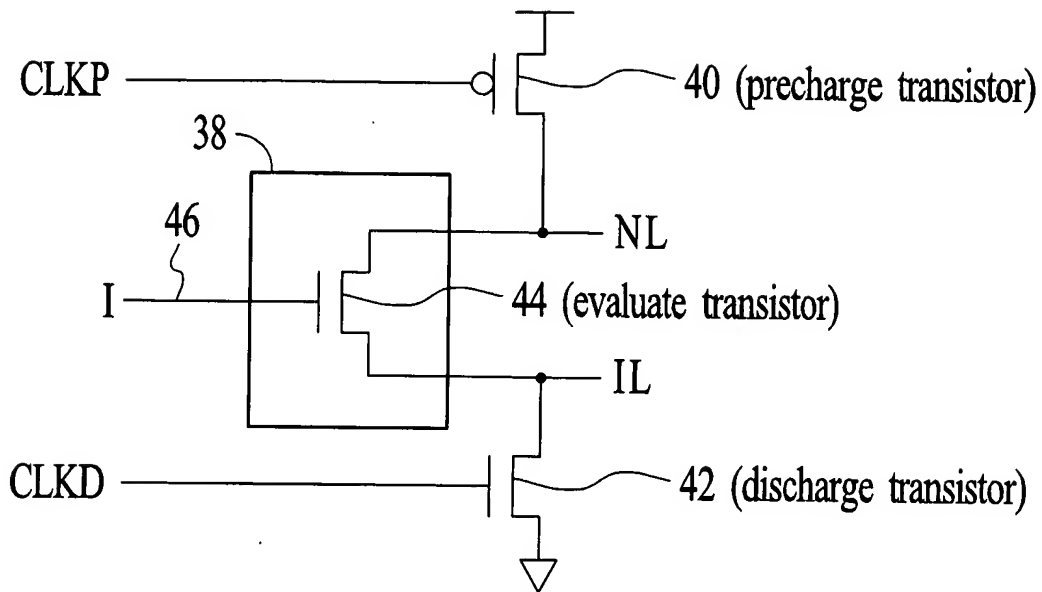 CLKP
40 (precharge transistor)
38
46
NL
I
44 (evaluate transistor)
IL
CLKD
42 (discharge transistor)